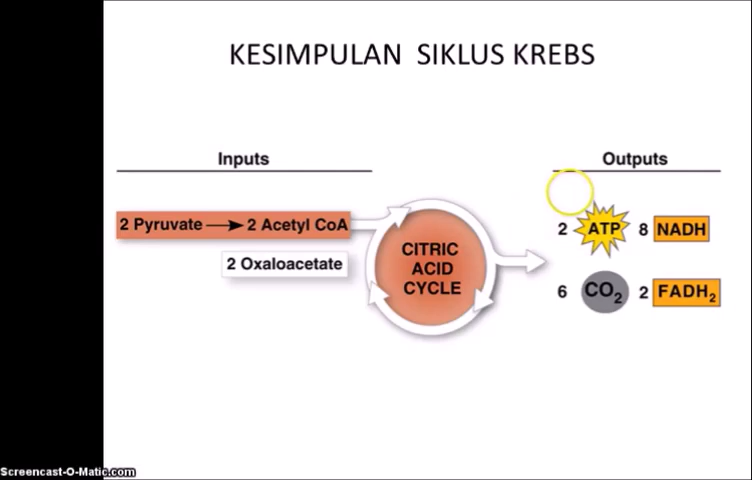 KESIMPULAN SIKLUS KREBS
Inputs
Outputs
2 Pyruvate → 2 Acetyl CoA
2 Oxaloacetate
CITRIC
ACID
CYCLE
2 ATP 8 NADH
6 CO₂ 2 FADH₂
Screencast-O-Matic.com